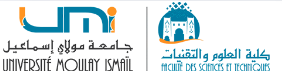 umi
جامعة مولاي إسماعيل
UNIVERSITÉ MOULAY ISMAÏL
كلية العلوم والتقنيات
FACULTÉ DES SCIENCES ET TECHNIQUES